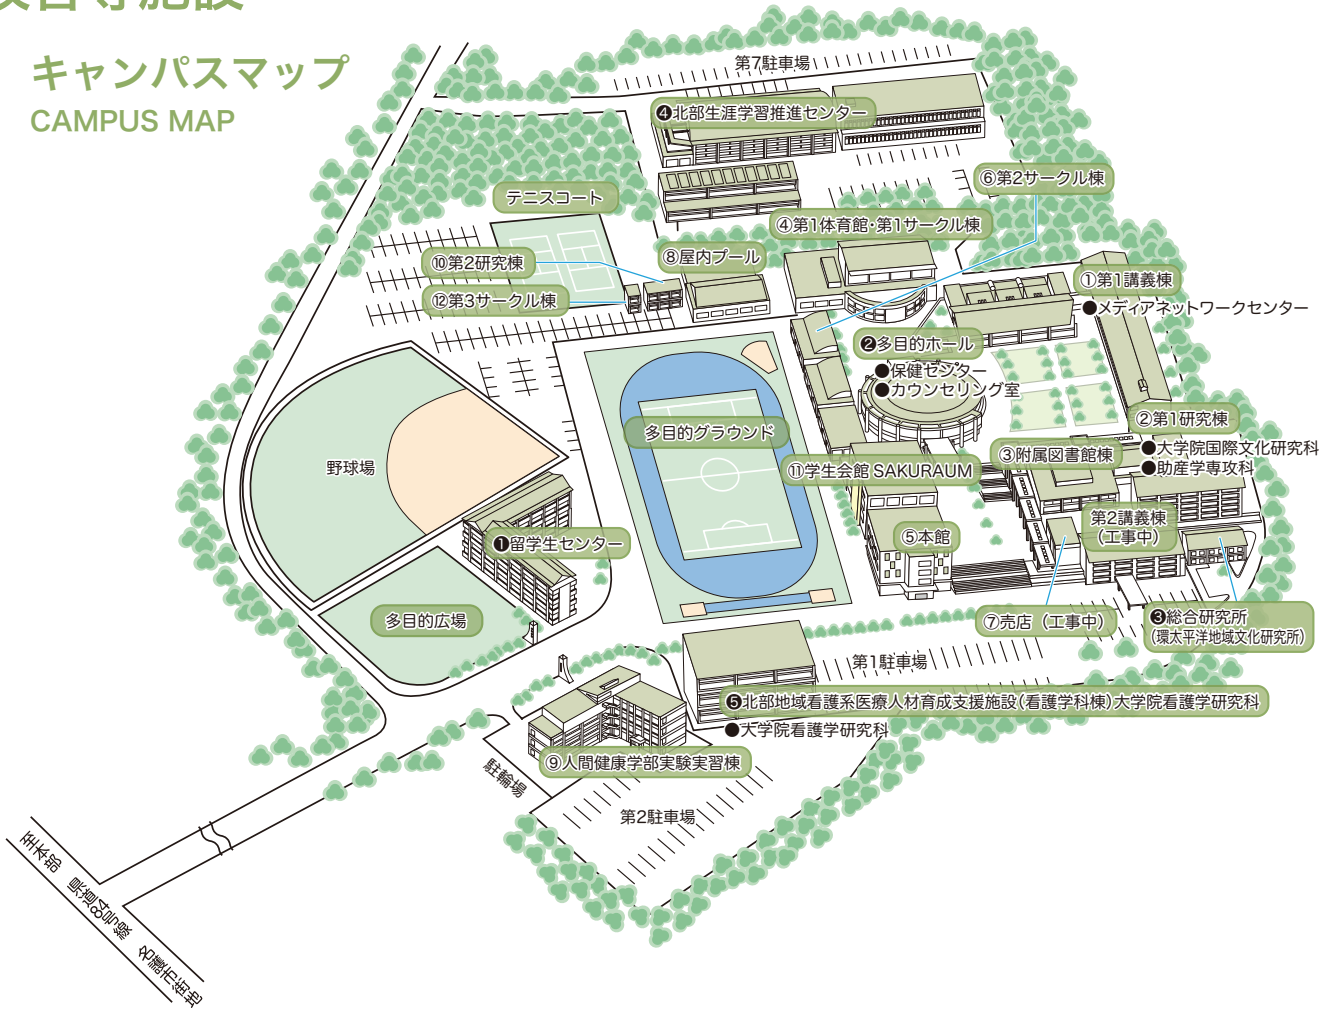 等施設
キャンパスマップ
CAMPUS MAP
第7駐車場
❹北部生涯学習推進センター
⑥第2サークル棟
テニスコート
④第1体育館・第1サークル棟
⑩第2研究棟
⑧屋内プール
①第1講義棟
⑫第3サークル棟
●メディアネットワークセンター
❷多目的ホール
●保健センター
●カウンセリング室
②第1研究棟
多目的グラウンド
●大学院国際文化研究科
③附属図書館棟
野球場
⑪学生会館 SAKURAUM
●助産学専攻科
第2講義棟
(工事中)
⑤本館
❶留学生センター
多目的広場
⑦売店（工事中）
❸総合研究所
(環太平洋地域文化研究所)
第1駐車場
❺北部地域看護系医療人材育成支援施設(看護学科棟)大学院看護学研究科
●大学院看護学研究科
⑨人間健康学部実験実習棟
駐輪場
第2駐車場
至本部 県道84号線 名護市街地